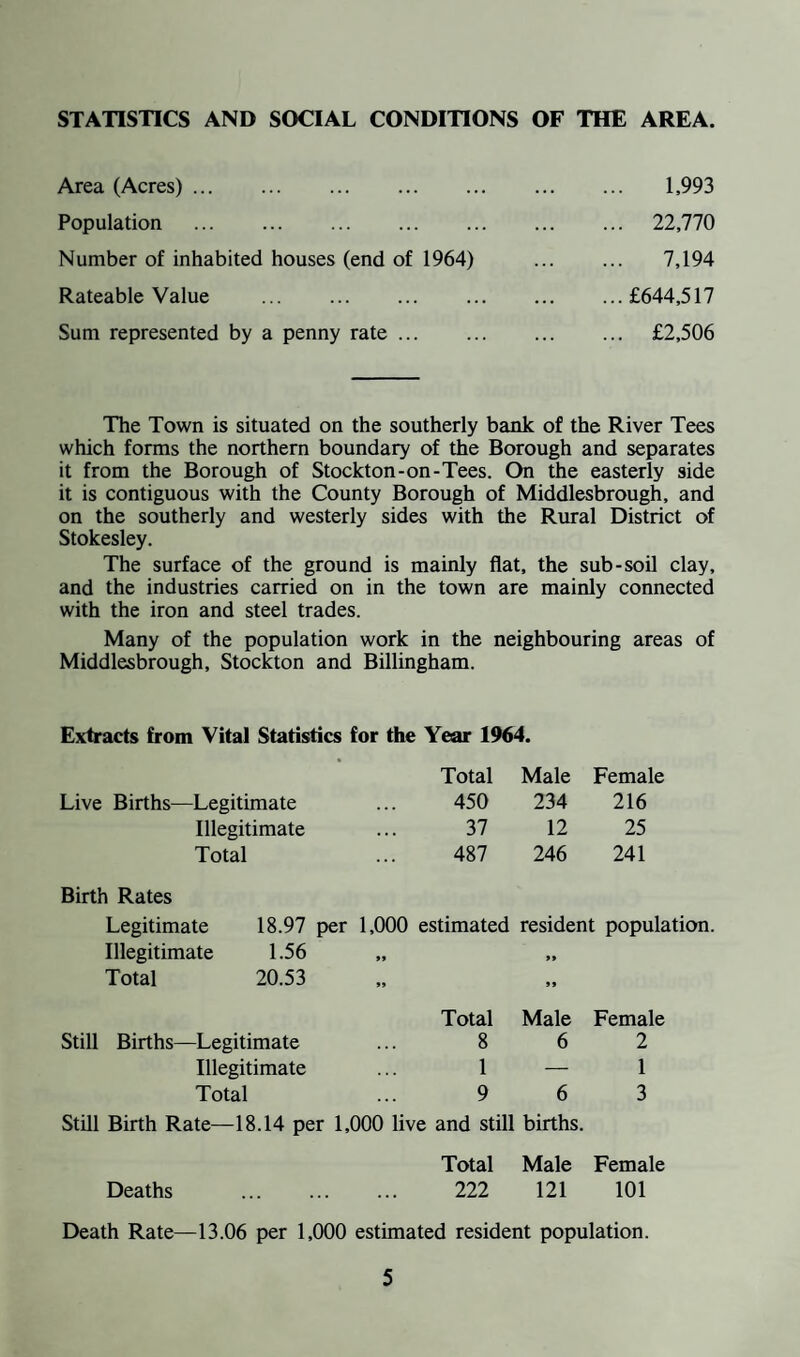 STATISTICS AND SOCIAL CONDITIONS OF THE AREA.
Area (Acres) ... ... ... ... ... ... ... 1,993
Population ... ... ... ... ... ... ... 22,770
Number of inhabited houses (end of 1964) ... ... 7,194
Rateable Value ... ... ... ... ... ... £644,517
Sum represented by a penny rate ... ... ... ... £2,506
The Town is situated on the southerly bank of the River Tees
which forms the northern boundary of the Borough and separates
it from the Borough of Stockton-on-Tees. On the easterly side
it is contiguous with the County Borough of Middlesbrough, and
on the southerly and westerly sides with the Rural District of
Stokesley.
The surface of the ground is mainly flat, the sub-soil clay,
and the industries carried on in the town are mainly connected
with the iron and steel trades.
Many of the population work in the neighbouring areas of
Middlesbrough, Stockton and Billingham.
Extracts from Vital Statistics for the Year 1964.
Total Male Female
Live Births—Legitimate ... 450 234 216
Illegitimate ... 37 12 25
Total ... 487 246 241
Birth Rates
Legitimate 18.97 per 1,000 estimated resident population.
Illegitimate 1.56 „ „
Total 20.53 „ „
Total Male Female
Still Births—Legitimate ... 8 6 2
Illegitimate ... 1 — 1
Total ... 9 6 3
Still Birth Rate—18.14 per 1,000 live and still births.
Total Male Female
Deaths ... ... ... 222 121 101
Death Rate—13.06 per 1,000 estimated resident population.
5